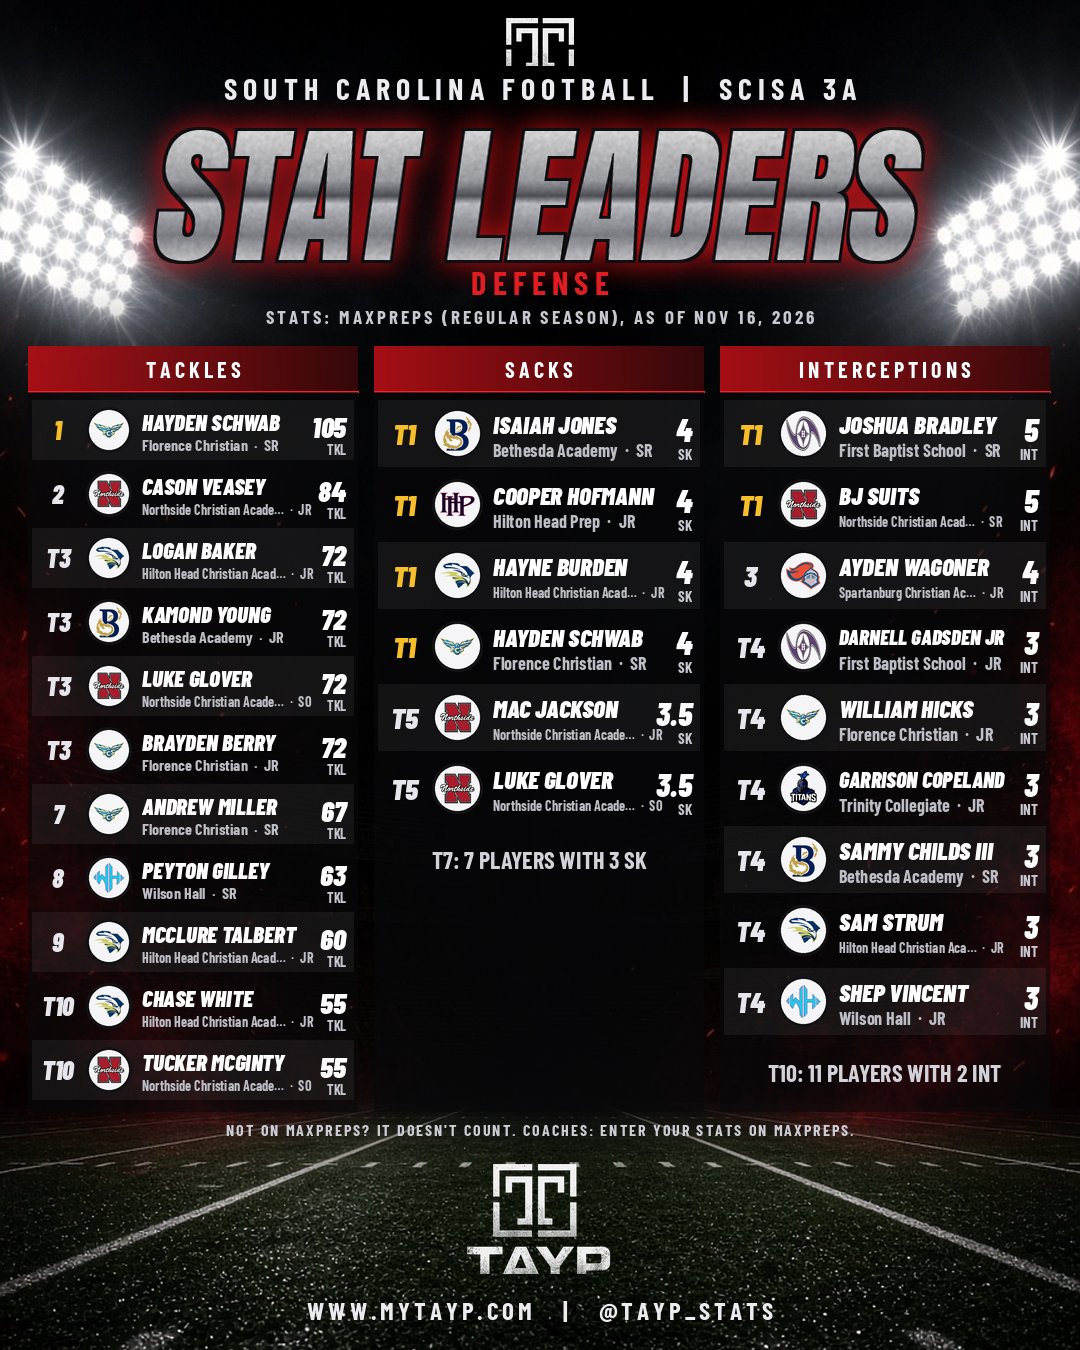 SOUTH CAROLINA FOOTBALL | SCISA 3A
STAT LEADERS
DEFENSE
STATS: MAXPREPS (REGULAR SEASON), AS OF NOV 16, 2026
TACKLES
1 HAYDEN SCHWAB 105
Florence Christian · SR TKL
2 CASON VEASEY 84
Northside Christian Acade... · JR TKL
T3 LOGAN BAKER 72
Hilton Head Christian Acad... · JR TKL
T3 KAMOND YOUNG 72
Bethesda Academy · JR TKL
T3 LUKE GLOVER 72
Northside Christian Acade... · SO TKL
T3 BRAYDEN BERRY 72
Florence Christian · JR TKL
7 ANDREW MILLER 67
Florence Christian · SR TKL
8 PEYTON GILLEY 63
Wilson Hall · SR TKL
9 MCCLURE TALBERT 60
Hilton Head Christian Acad... · JR TKL
T10 CHASE WHITE 55
Hilton Head Christian Acad... · JR TKL
T10 TUCKER MCGINTY 55
Northside Christian Acade... · SO TKL
SACKS
T1 ISAIAH JONES 4
Bethesda Academy · SR SK
T1 COOPER HOFMANN 4
Hilton Head Prep · JR SK
T1 HAYNE BURDEN 4
Hilton Head Christian Acad... · JR SK
T1 HAYDEN SCHWAB 4
Florence Christian · SR SK
T5 MAC JACKSON 3.5
Northside Christian Acade... · JR SK
T5 LUKE GLOVER 3.5
Northside Christian Acade... · SO SK
T7: 7 PLAYERS WITH 3 SK
INTERCEPTIONS
T1 JOSHUA BRADLEY 5
First Baptist School · SR INT
T1 BJ SUITS 5
Northside Christian Acad... · SR INT
3 AYDEN WAGONER 4
Spartanburg Christian Ac... · JR INT
T4 DARNELL GADSDEN JR 3
First Baptist School · JR INT
T4 WILLIAM HICKS 3
Florence Christian · JR INT
T4 GARRISON COPELAND 3
Trinity Collegiate · JR INT
T4 SAMMY CHILDS III 3
Bethesda Academy · SR INT
T4 SAM STRUM 3
Hilton Head Christian Aca... · JR INT
T4 SHEP VINCENT 3
Wilson Hall · JR INT
T10: 11 PLAYERS WITH 2 INT
NOT ON MAXPREPS? IT DOESN'T COUNT. COACHES: ENTER YOUR STATS ON MAXPREPS.
TAYP
WWW.MYTAYP.COM | @TAYP_STATS